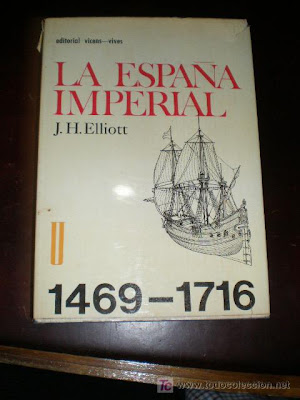 editorial vicens-vives
LA ESPAÑA
IMPERIAL
J. H. Elliott
1469-1716
www.todocoleccion.net